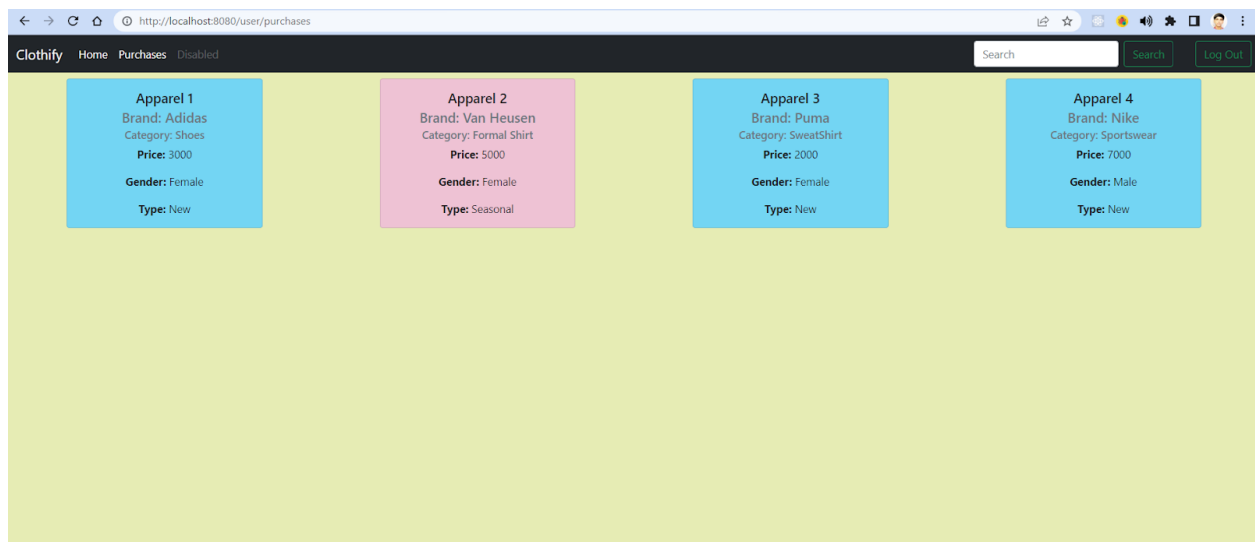 http://localhost:8080/user/purchases
Clothify Home Purchases Disabled Search Search Log Out
Apparel 1
Brand: Adidas
Category: Shoes
Price: 3000
Gender: Female
Type: New
Apparel 2
Brand: Van Heusen
Category: Formal Shirt
Price: 5000
Gender: Female
Type: Seasonal
Apparel 3
Brand: Puma
Category: SweatShirt
Price: 2000
Gender: Female
Type: New
Apparel 4
Brand: Nike
Category: Sportswear
Price: 7000
Gender: Male
Type: New